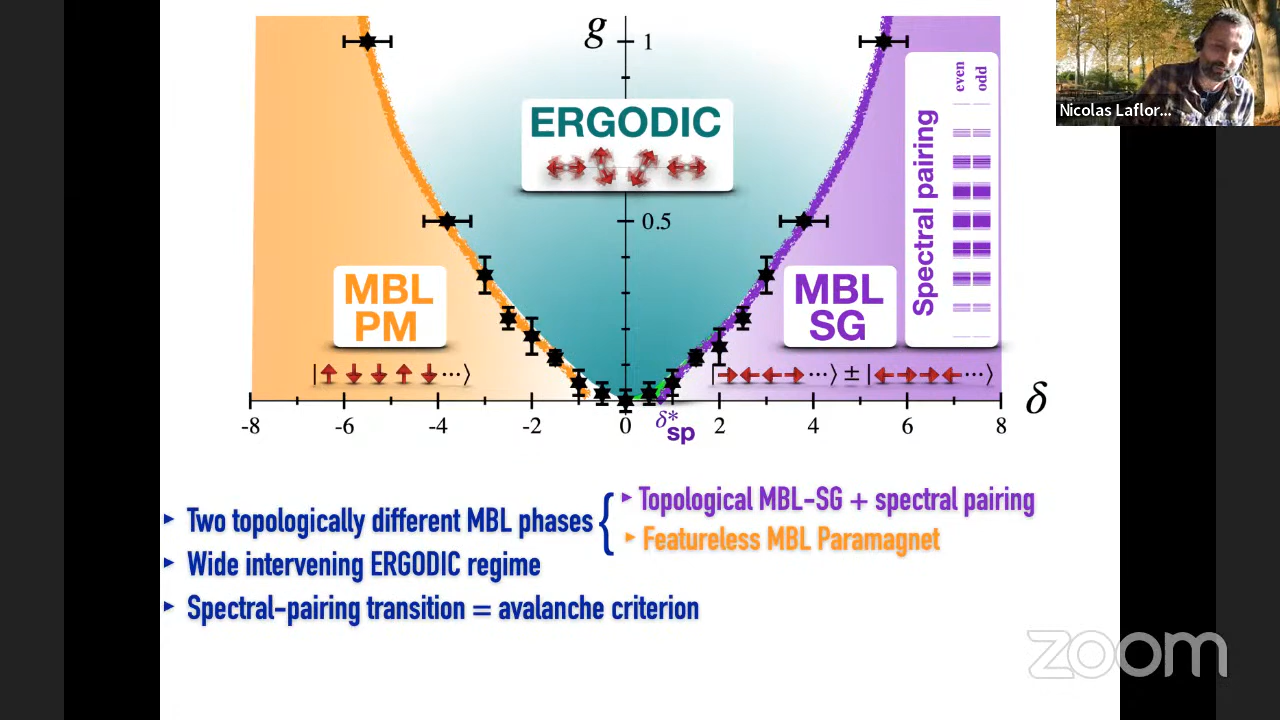 g
1
ERGODIC
0.5
MBL
PM
MBL
SG
Spectral pairing
even
odd
|↑↓↓↑↓···⟩
|→←←→···⟩ ± |←→→←···⟩
-8 -6 -4 -2 0 2 4 6 8
δ
δ*sp
▸ Two topologically different MBL phases {
▸ Topological MBL-SG + spectral pairing
▸ Featureless MBL Paramagnet
▸ Wide intervening ERGODIC regime
▸ Spectral-pairing transition = avalanche criterion
Nicolas Laflor...
zoom